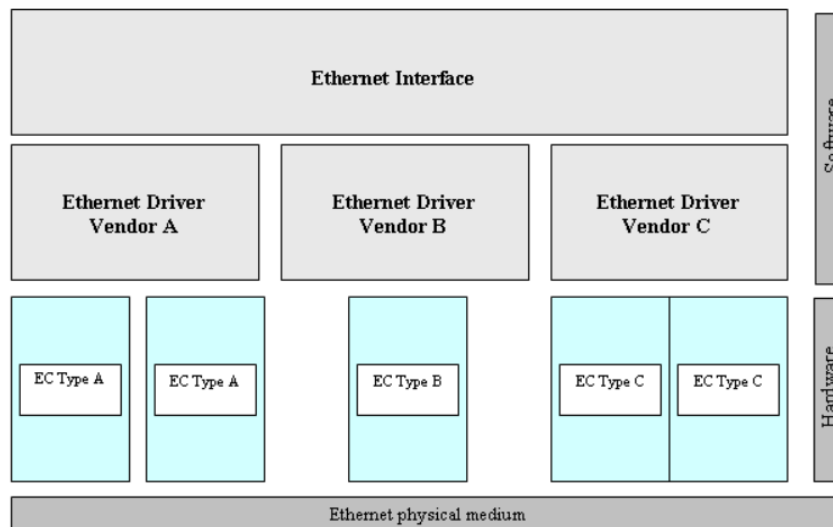 Ethernet Interface
Software
Ethernet Driver
Vendor A
Ethernet Driver
Vendor B
Ethernet Driver
Vendor C
EC Type A
EC Type A
EC Type B
EC Type C
EC Type C
Hardware
Ethernet physical medium